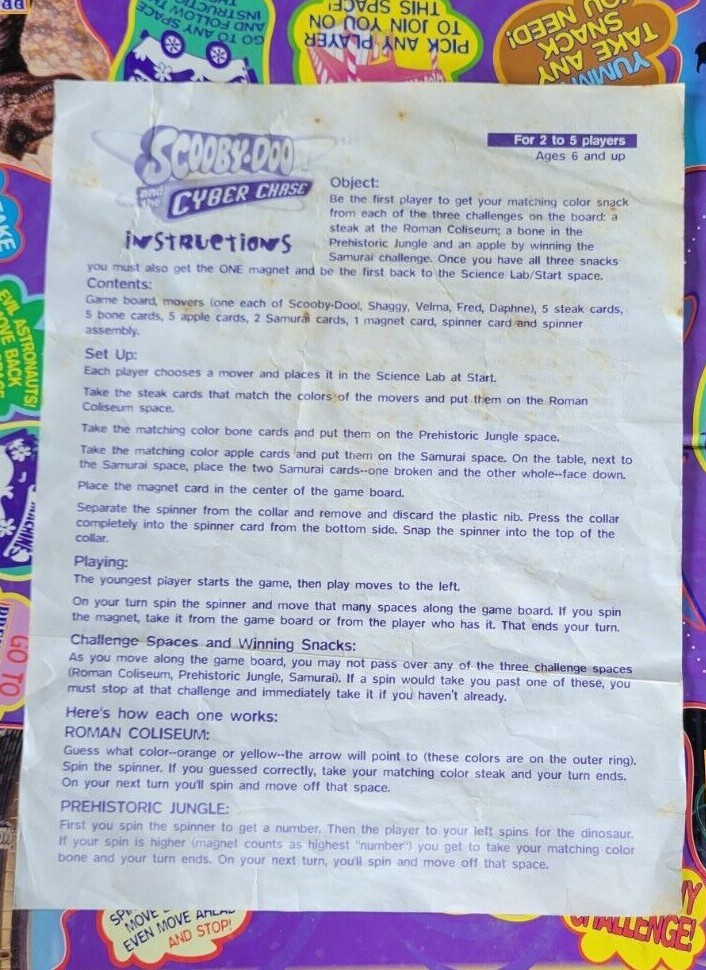 GO TO ANY SPACE
AND FOLLOW THE
INSTRUCTI
PICK ANY PLAYER
TO JOIN YOU ON
THIS SPACE!
YUMM
TAKE ANY
SNACK
OU NEED!
TAKE
EVIL ASTRONAUTS!
OVE BACK
GO TO
SCOOBY-DOO!
and the
CYBER CHASE
INSTRUCTIONS
For 2 to 5 players
Ages 6 and up
Object:
Be the first player to get your matching color snack
from each of the three challenges on the board: a
steak at the Roman Coliseum; a bone in the
Prehistoric Jungle and an apple by winning the
Samurai challenge. Once you have all three snacks
you must also get the ONE magnet and be the first back to the Science Lab/Start space.
Contents:
Game board, movers (one each of Scooby-Doo!, Shaggy, Velma, Fred, Daphne), 5 steak cards,
5 bone cards, 5 apple cards, 2 Samurai cards, 1 magnet card, spinner card and spinner
assembly.
Set Up:
Each player chooses a mover and places it in the Science Lab at Start.
Take the steak cards that match the colors of the movers and put them on the Roman
Coliseum space.
Take the matching color bone cards and put them on the Prehistoric Jungle space.
Take the matching color apple cards and put them on the Samurai space. On the table, next to
the Samurai space, place the two Samurai cards--one broken and the other whole--face down.
Place the magnet card in the center of the game board.
Separate the spinner from the collar and remove and discard the plastic nib. Press the collar
completely into the spinner card from the bottom side. Snap the spinner into the top of the
collar.
Playing:
The youngest player starts the game, then play moves to the left.
On your turn spin the spinner and move that many spaces along the game board. If you spin
the magnet, take it from the game board or from the player who has it. That ends your turn.
Challenge Spaces and Winning Snacks:
As you move along the game board, you may not pass over any of the three challenge spaces
(Roman Coliseum, Prehistoric Jungle, Samurai). If a spin would take you past one of these, you
must stop at that challenge and immediately take it if you haven't already.
Here's how each one works:
ROMAN COLISEUM:
Guess what color--orange or yellow--the arrow will point to (these colors are on the outer ring).
Spin the spinner. If you guessed correctly, take your matching color steak and your turn ends.
On your next turn you'll spin and move off that space.
PREHISTORIC JUNGLE:
First you spin the spinner to get a number. Then the player to your left spins for the dinosaur.
If your spin is higher (magnet counts as highest "number") you get to take your matching color
bone and your turn ends. On your next turn, you'll spin and move off that space.
MOVE
EVEN MOVE AHEAD
AND STOP!
CHALLENGE!